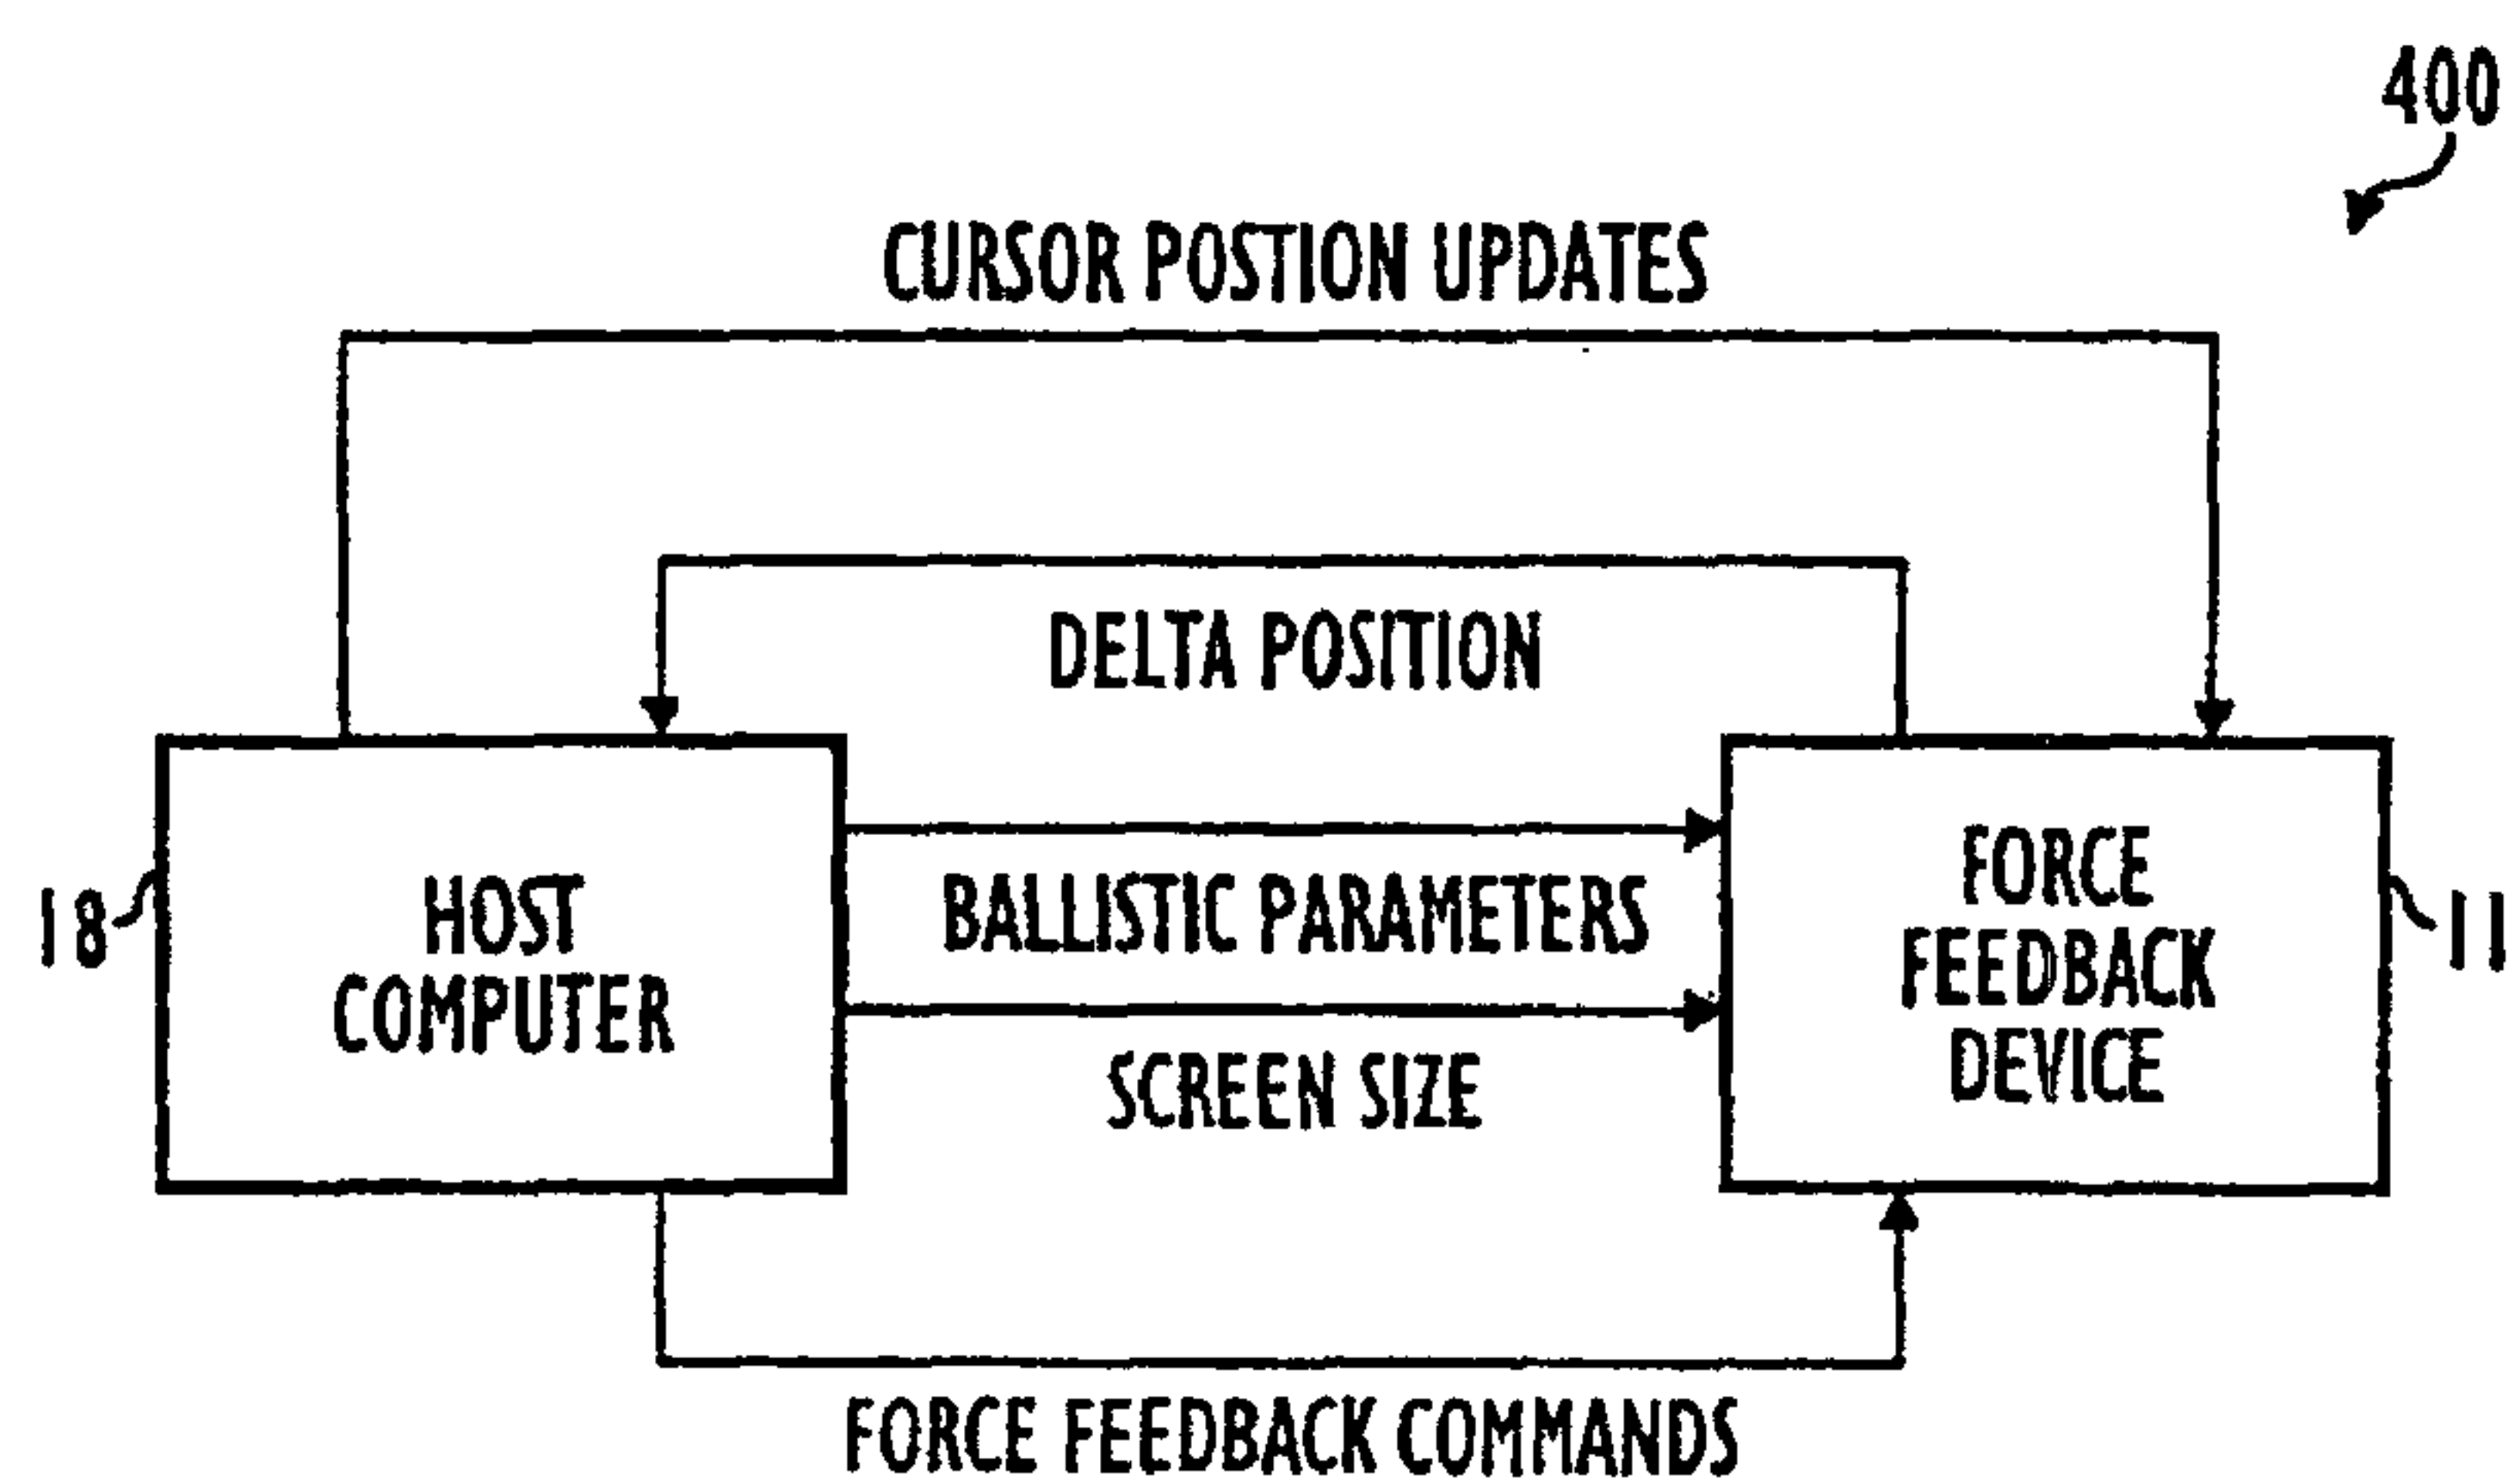 400
CURSOR POSTION UPDATES
DELTA POSITION
18
HOST
COMPUTER
BALLISTIC PARAMETERS
SCREEN SIZE
FORCE
FEEDBACK
DEVICE
11
FORCE FEEDBACK COMMANDS